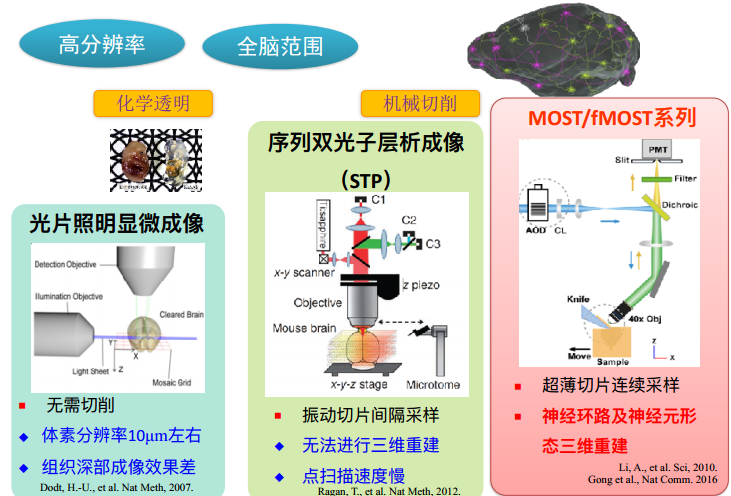 高分辨率
全脑范围
化学透明
机械切削
光片照明显微成像
Detection Objective
Illumination Objective
Cleared Brain
Y
X
Z
Light Sheet
Mosaic Grid
无需切削
体素分辨率10μm左右
组织深部成像效果差
Dodt, H.-U., et al. Nat Meth, 2007.
序列双光子层析成像
（STP）
C1
C2
C3
Ti:sapphire
x-y scanner
z piezo
Objective
Mouse brain
x-y-z stage
Microtome
振动切片间隔采样
无法进行三维重建
点扫描速度慢
Ragan, T., et al. Nat Meth, 2012.
MOST/fMOST系列
PMT
Slit
Filter
Dichroic
AOD
CL
Knife
40x Obj
Move
Sample
z
x
超薄切片连续采样
神经环路及神经元形
态三维重建
Li, A., et al. Sci, 2010.
Gong et al., Nat Comm. 2016